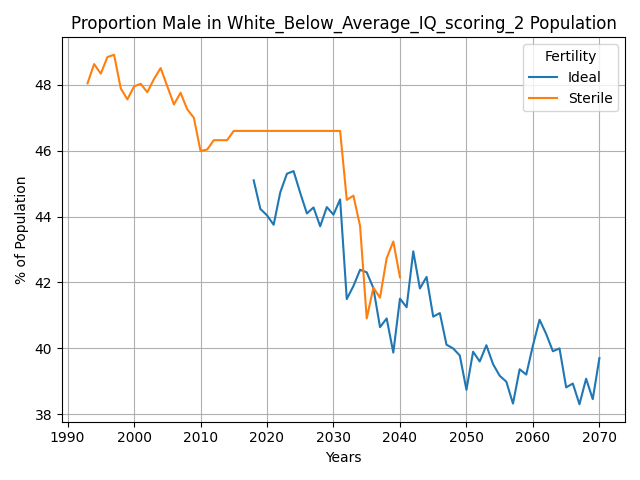 Proportion Male in White_Below_Average_IQ_scoring_2 Population
Fertility
Ideal
Sterile
% of Population
48
46
44
42
40
38
1990
2000
2010
2020
2030
2040
2050
2060
2070
Years